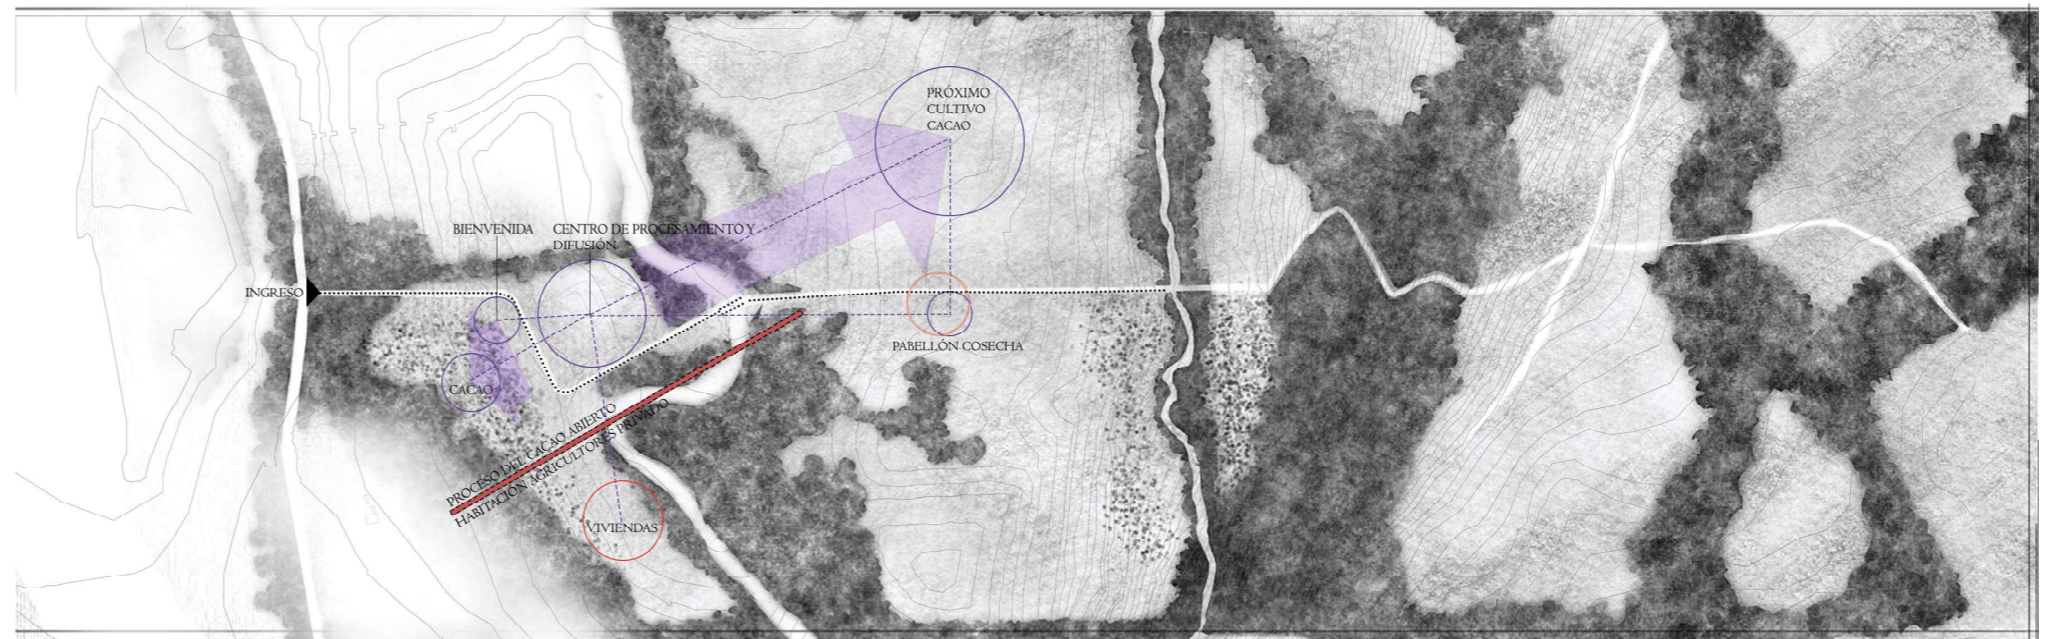 PRÓXIMO
CULTIVO
CACAO
BIENVENIDA
CENTRO DE PROCESAMIENTO Y
DIFUSIÓN
INGRESO
PABELLÓN COSECHA
CACAO
PROCESO DEL CACAO ABIERTO
HABITACIÓN AGRICULTORES PRIVADO
VIVIENDAS